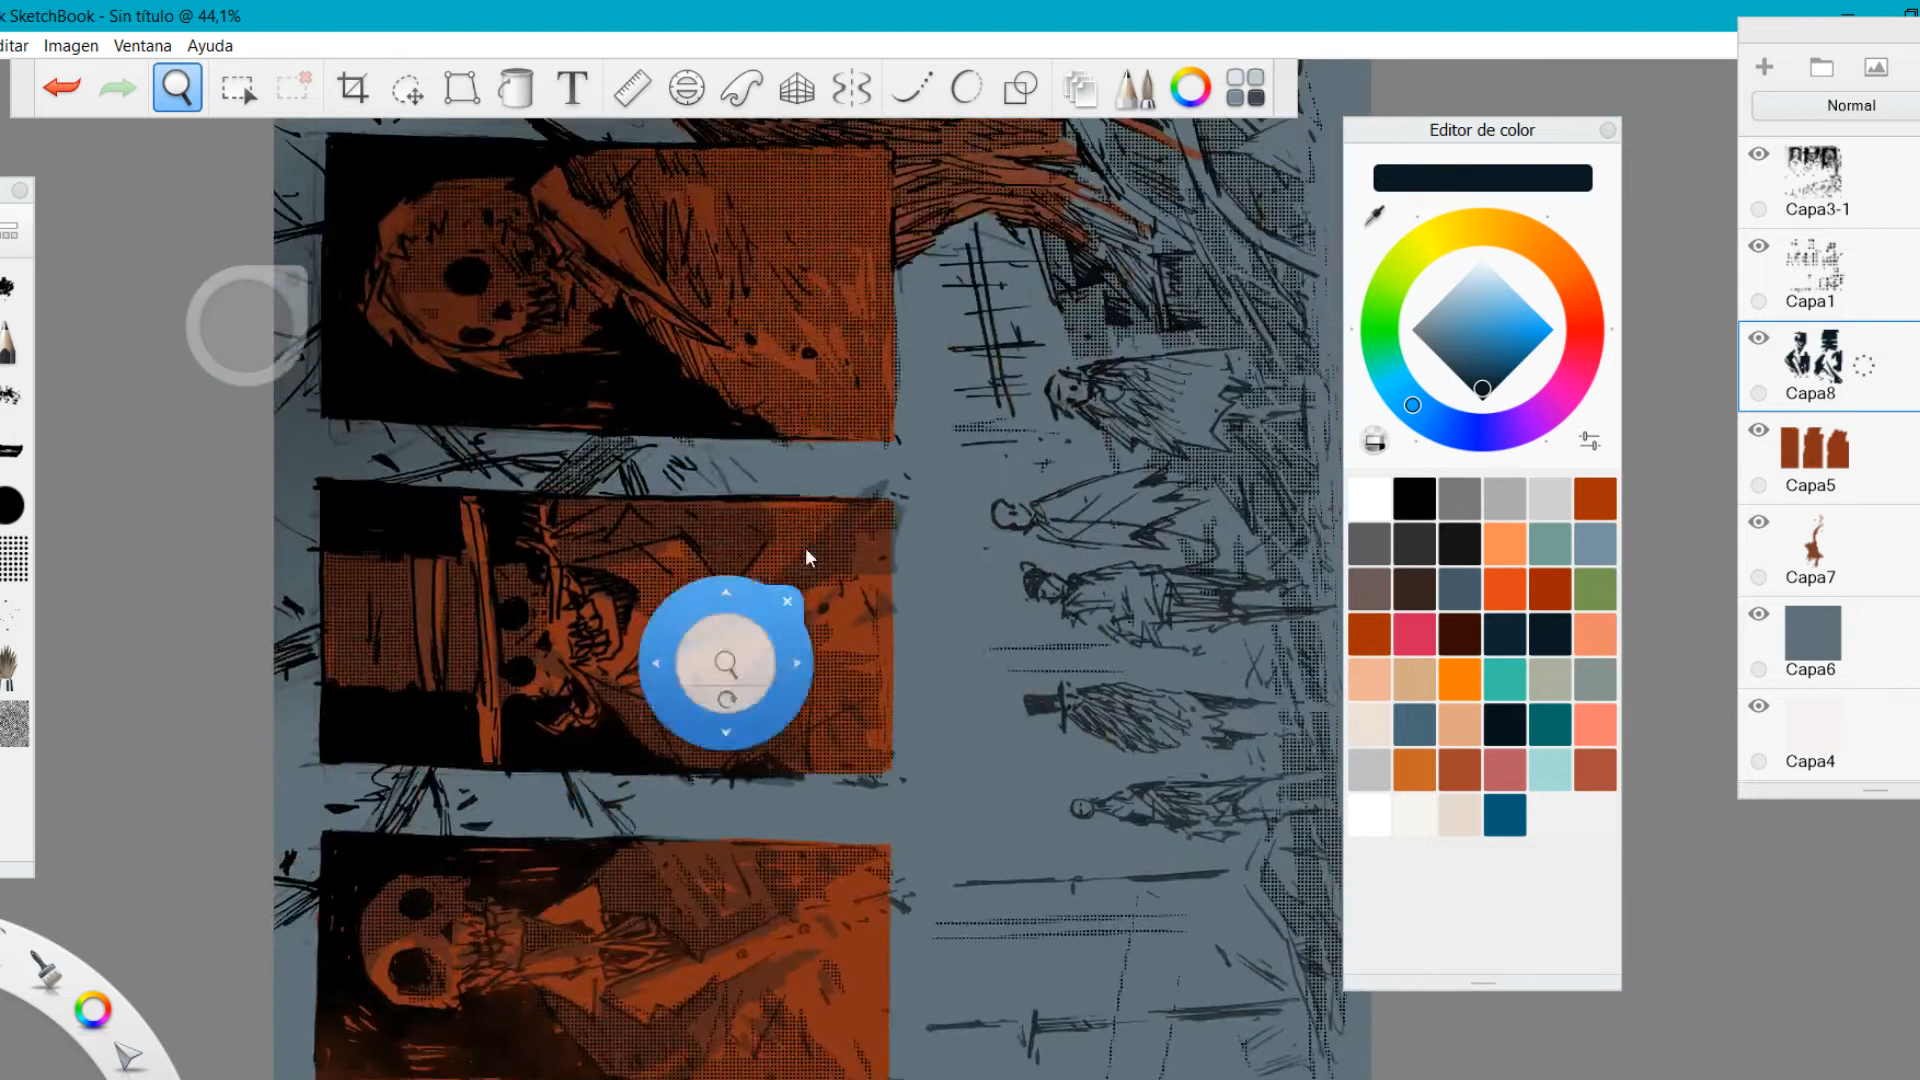 k SketchBook - Sin título @ 44,1%
ditar Imagen Ventana Ayuda
Normal
Editor de color
Capa3-1
Capa1
Capa8
Capa5
Capa7
Capa6
Capa4